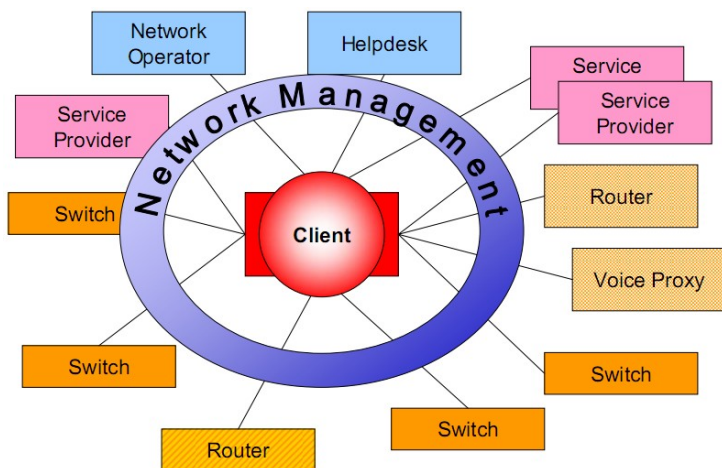 Network
Operator
Helpdesk
Service
Service
Provider
Service
Provider
Network Management
Switch
Router
Client
Voice Proxy
Switch
Switch
Switch
Router